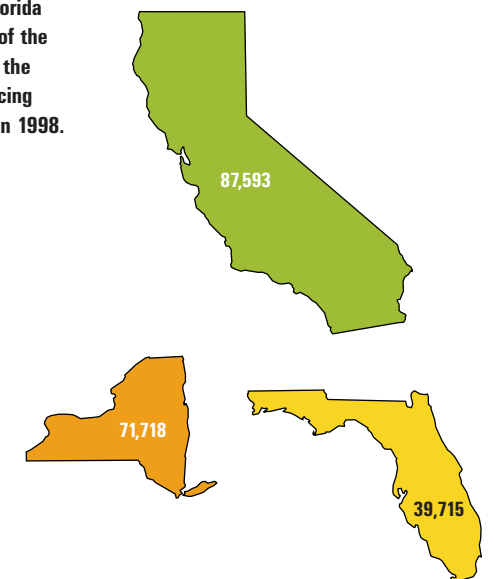 orida
of the
the
cing
n 1998.
87,593
71,718
39,715